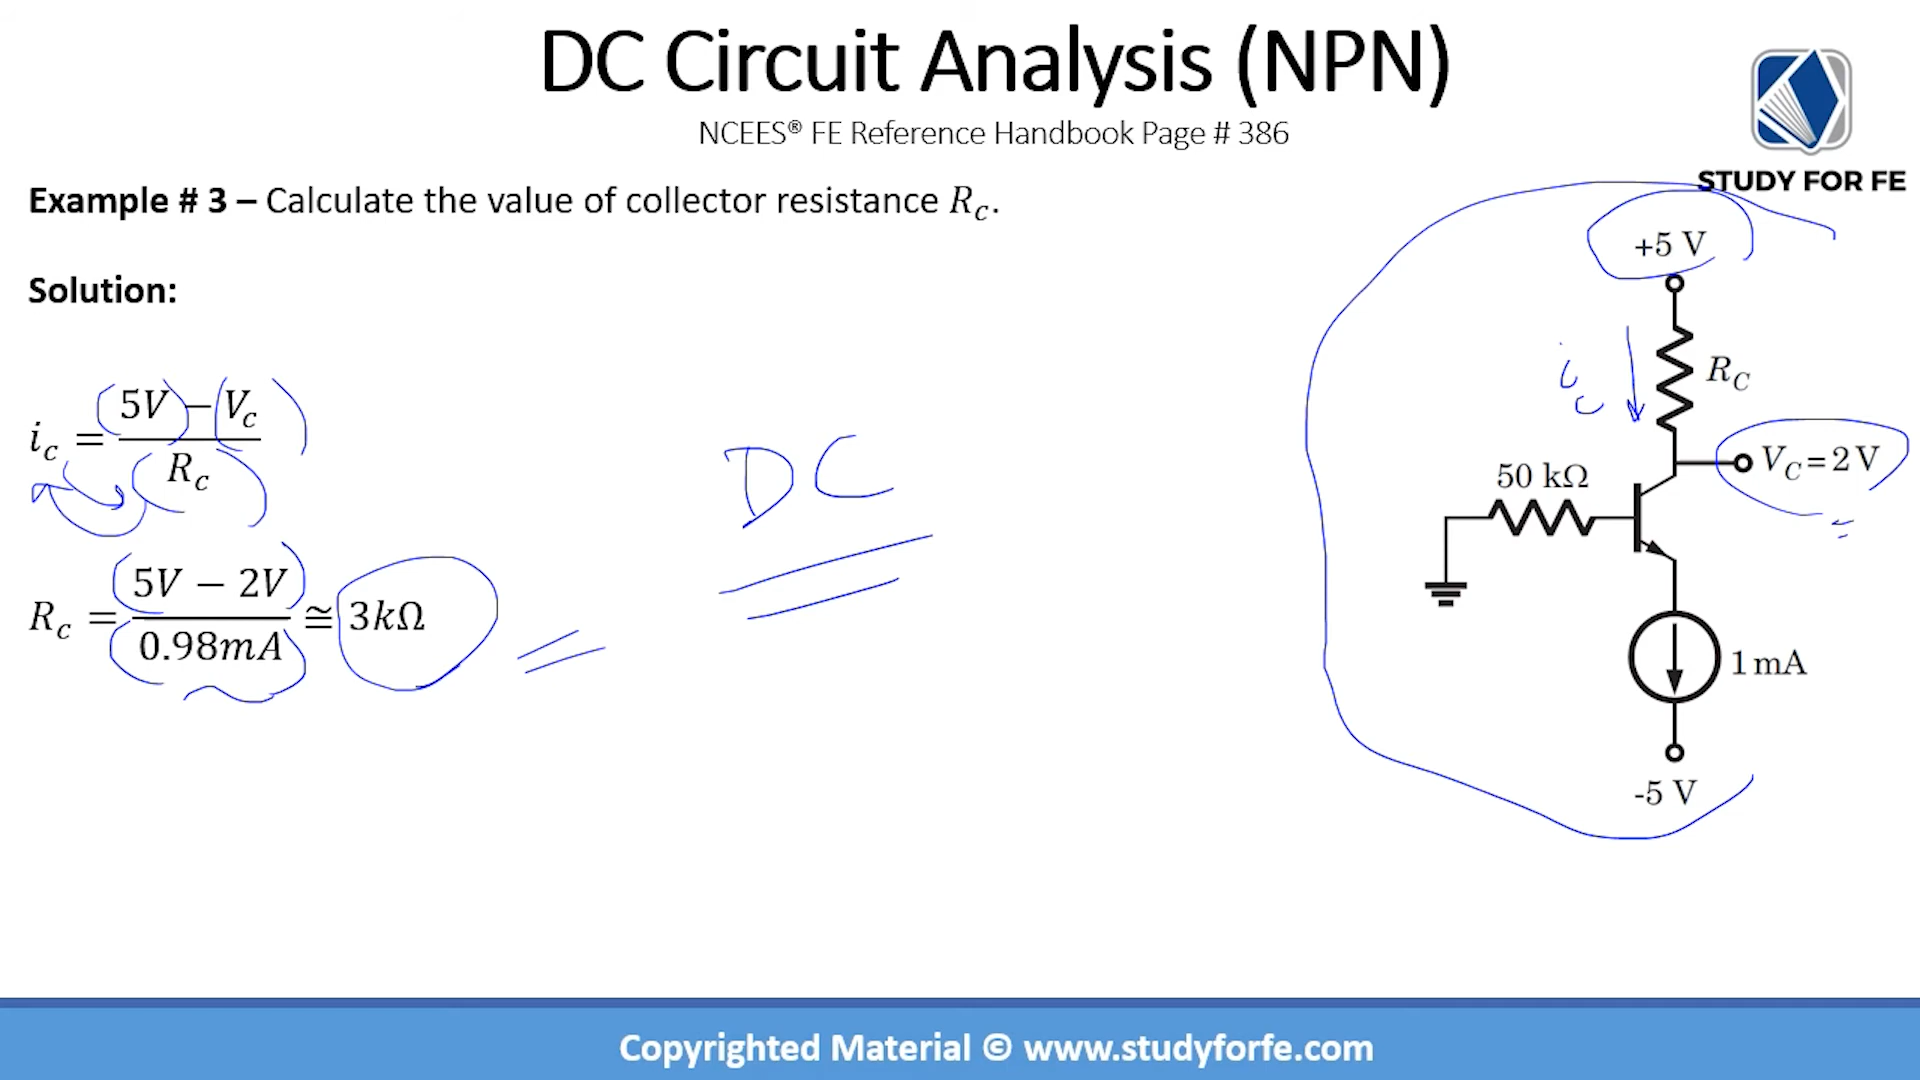 DC Circuit Analysis (NPN)
NCEES® FE Reference Handbook Page # 386
STUDY FOR FE
Example # 3 – Calculate the value of collector resistance R_c.
Solution:
i_c = (5V − V_c) / R_c
R_c = (5V − 2V) / 0.98mA ≅ 3kΩ
DC
+5 V
i_c
R_C
V_C = 2 V
50 kΩ
1 mA
-5 V
Copyrighted Material © www.studyforfe.com